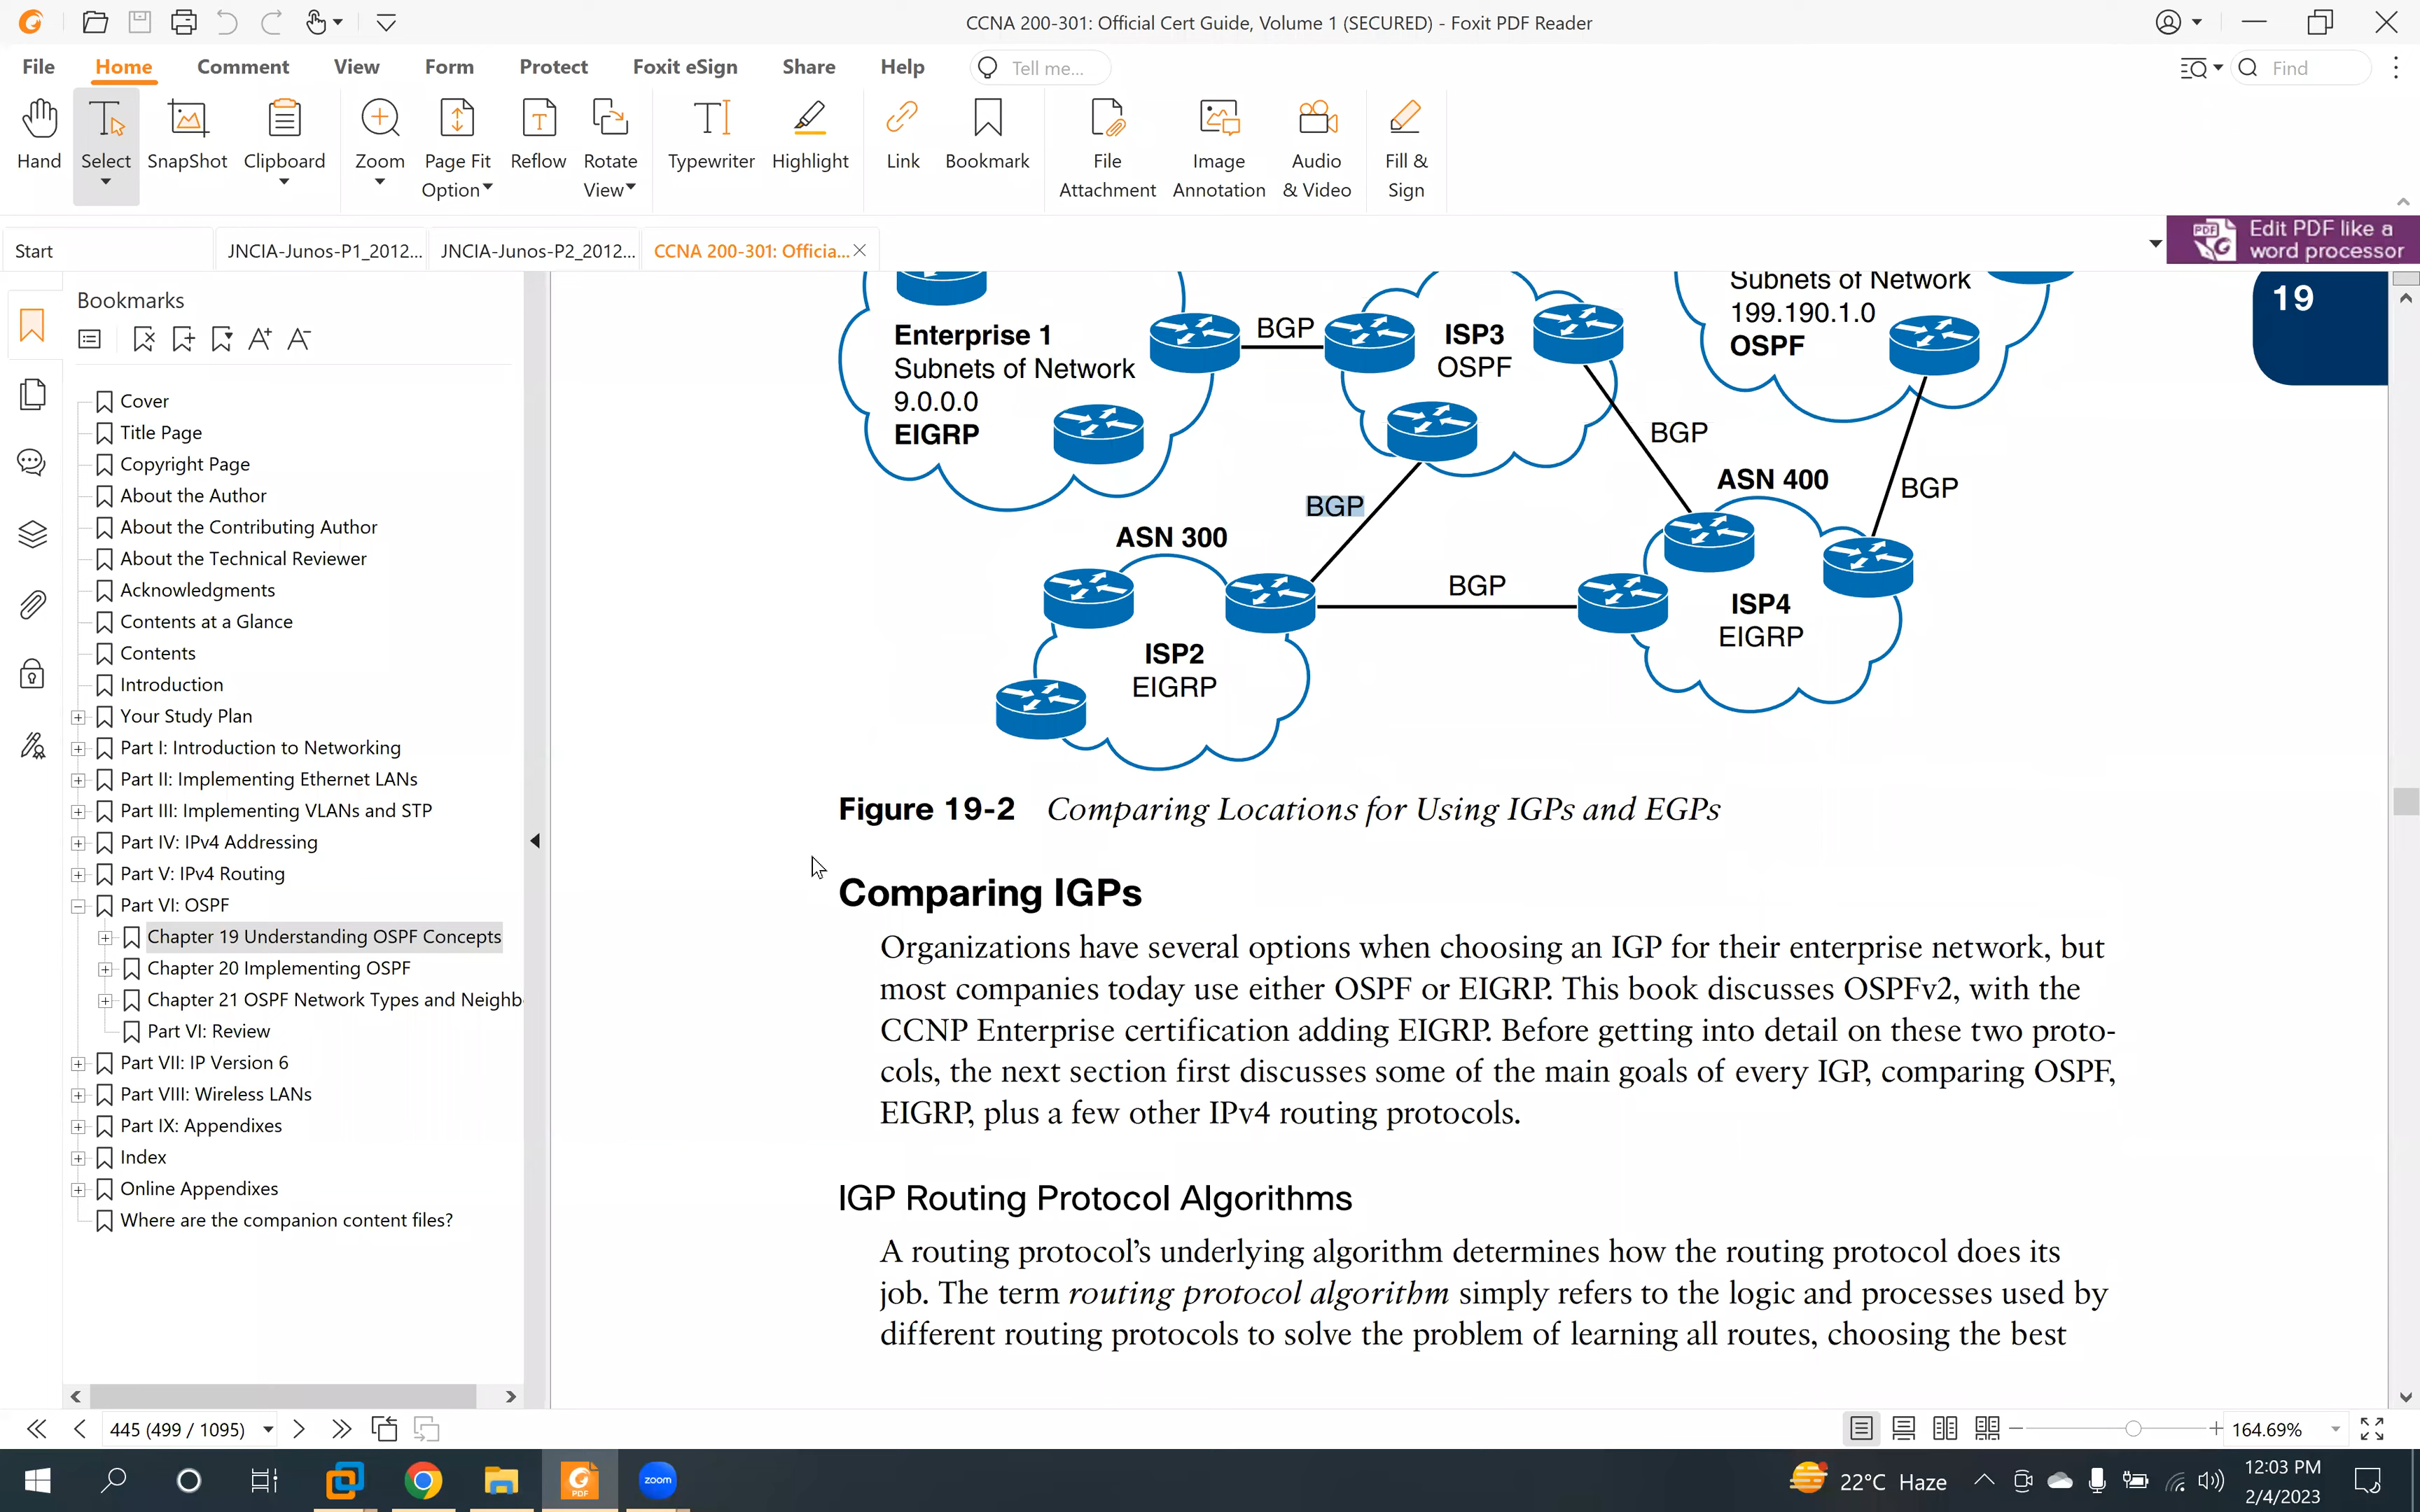 CCNA 200-301: Official Cert Guide, Volume 1 (SECURED) - Foxit PDF Reader
File Home Comment View Form Protect Foxit eSign Share Help Tell me... Find
Hand Select SnapShot Clipboard Zoom Page Fit Option Reflow Rotate View Typewriter Highlight Link Bookmark File Attachment Image Annotation Audio & Video Fill & Sign
Start JNCIA-Junos-P1_2012... JNCIA-Junos-P2_2012... CCNA 200-301: Officia...
Edit PDF like a
word processor
Bookmarks
Cover
Title Page
Copyright Page
About the Author
About the Contributing Author
About the Technical Reviewer
Acknowledgments
Contents at a Glance
Contents
Introduction
Your Study Plan
Part I: Introduction to Networking
Part II: Implementing Ethernet LANs
Part III: Implementing VLANs and STP
Part IV: IPv4 Addressing
Part V: IPv4 Routing
Part VI: OSPF
Chapter 19 Understanding OSPF Concepts
Chapter 20 Implementing OSPF
Chapter 21 OSPF Network Types and Neighb
Part VI: Review
Part VII: IP Version 6
Part VIII: Wireless LANs
Part IX: Appendixes
Index
Online Appendixes
Where are the companion content files?
19
Enterprise 1
Subnets of Network
9.0.0.0
EIGRP
BGP
ISP3
OSPF
Subnets of Network
199.190.1.0
OSPF
BGP
BGP
BGP
ASN 400
ASN 300
BGP
ISP2
EIGRP
ISP4
EIGRP
Figure 19-2 Comparing Locations for Using IGPs and EGPs
Comparing IGPs
Organizations have several options when choosing an IGP for their enterprise network, but
most companies today use either OSPF or EIGRP. This book discusses OSPFv2, with the
CCNP Enterprise certification adding EIGRP. Before getting into detail on these two proto-
cols, the next section first discusses some of the main goals of every IGP, comparing OSPF,
EIGRP, plus a few other IPv4 routing protocols.
IGP Routing Protocol Algorithms
A routing protocol's underlying algorithm determines how the routing protocol does its
job. The term routing protocol algorithm simply refers to the logic and processes used by
different routing protocols to solve the problem of learning all routes, choosing the best
445 (499 / 1095) 164.69%
PDF
zoom
22°C Haze
12:03 PM
2/4/2023